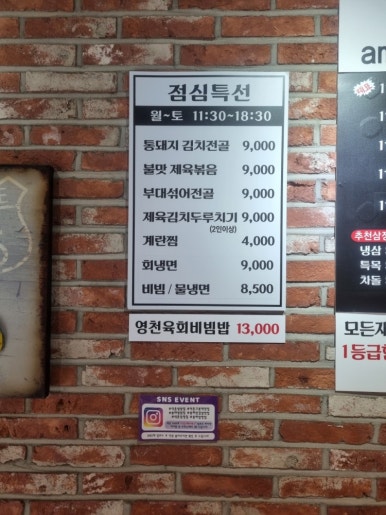 점심특선
월~토 11:30~18:30
통돼지 김치전골 9,000
불맛 제육볶음 9,000
부대섞어전골 9,000
제육김치두루치기 9,000
(2인이상)
계란찜 4,000
회냉면 9,000
비빔 / 물냉면 8,500
영천육회비빔밥 13,000
SNS EVENT
추천삼
냉삼
특목
차돌
모든재
1등급